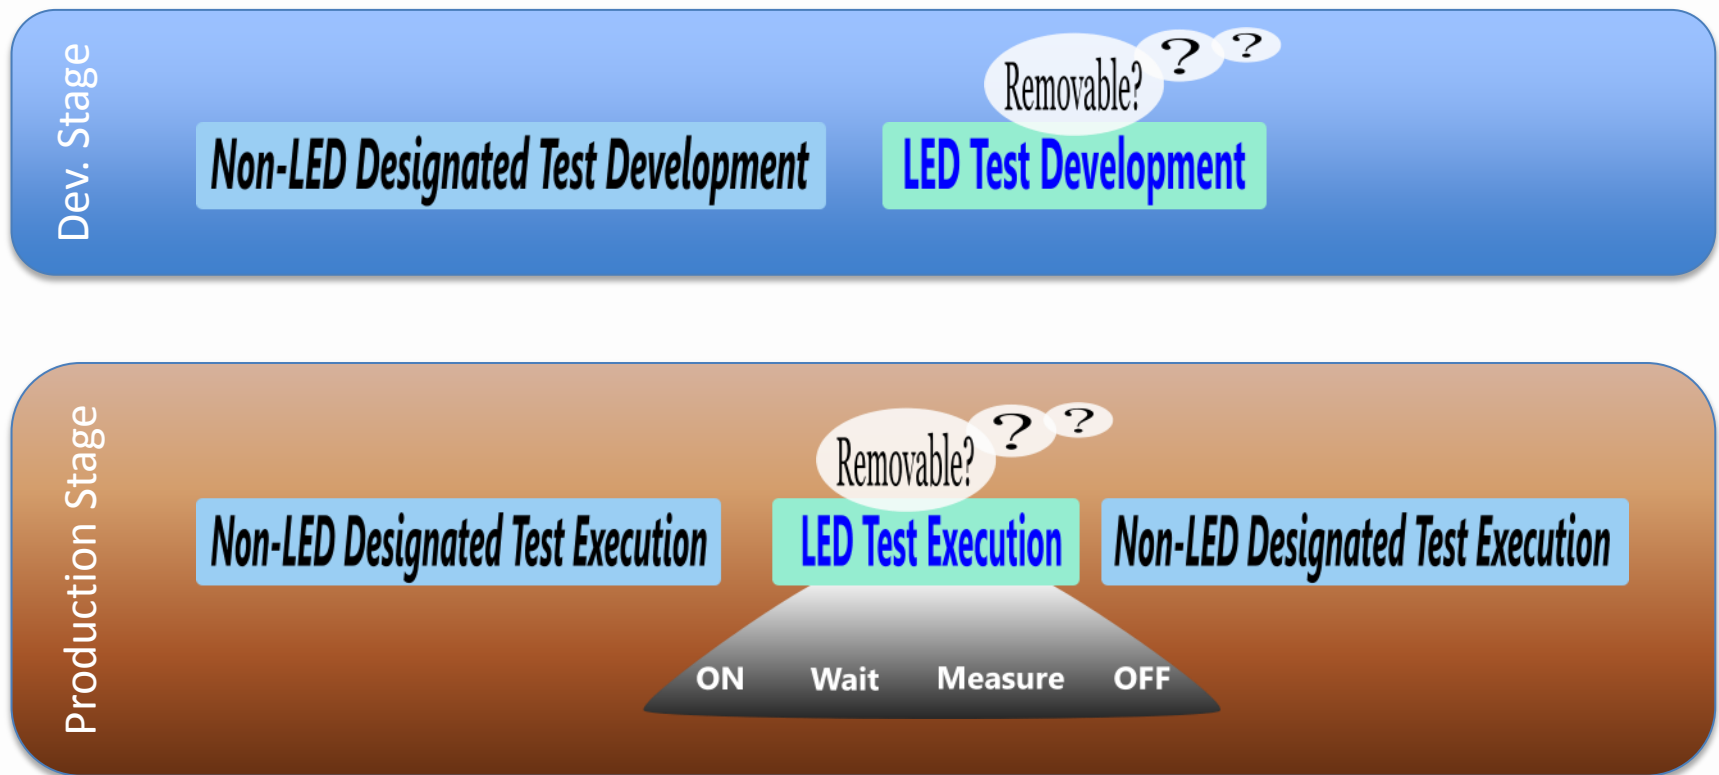 Dev. Stage
Removable?
?
?
Non-LED Designated Test Development
LED Test Development
Production Stage
Removable?
?
?
Non-LED Designated Test Execution
LED Test Execution
Non-LED Designated Test Execution
ON Wait Measure OFF